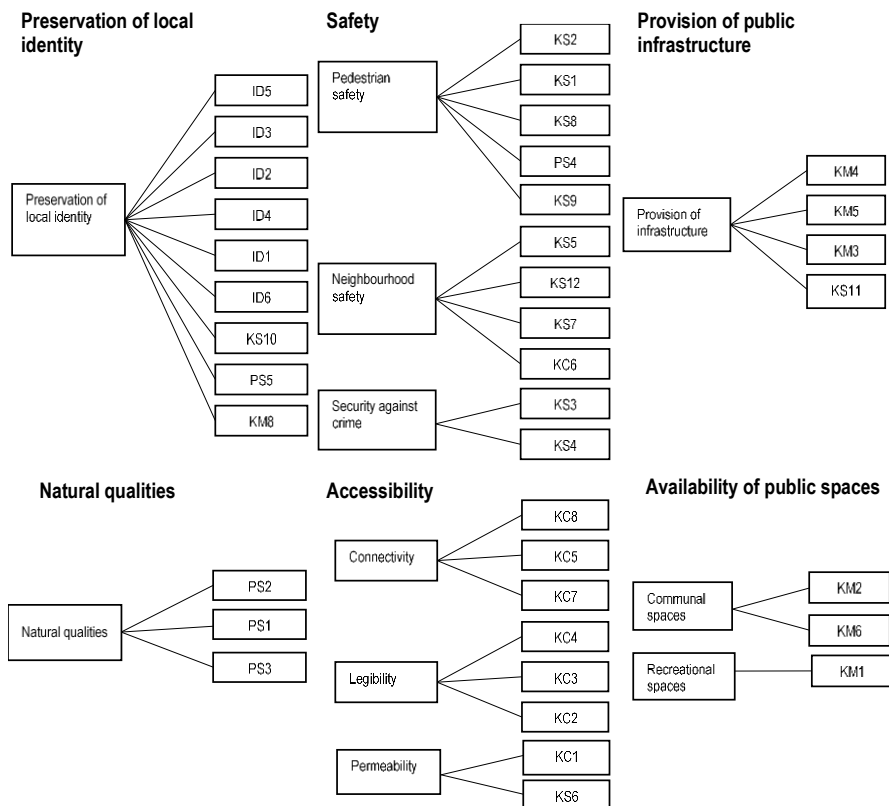 Preservation of local
identity
Preservation of
local identity
ID5
ID3
ID2
ID4
ID1
ID6
KS10
PS5
KM8
Safety
Pedestrian
safety
KS2
KS1
KS8
PS4
KS9
Neighbourhood
safety
KS5
KS12
KS7
KC6
Security against
crime
KS3
KS4
Provision of public
infrastructure
Provision of
infrastructure
KM4
KM5
KM3
KS11
Natural qualities
Natural qualities
PS2
PS1
PS3
Accessibility
Connectivity
KC8
KC5
KC7
Legibility
KC4
KC3
KC2
Permeability
KC1
KS6
Availability of public spaces
Communal
spaces
KM2
KM6
Recreational
spaces
KM1